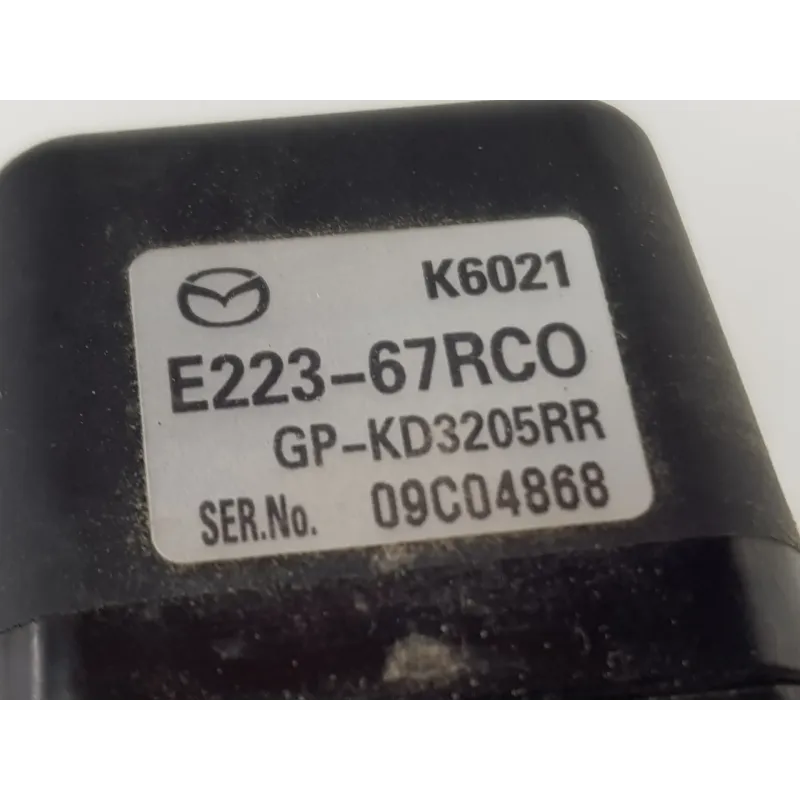 K6021
E223-67RCO
GP-KD3205RR
SER.No. 09C04868